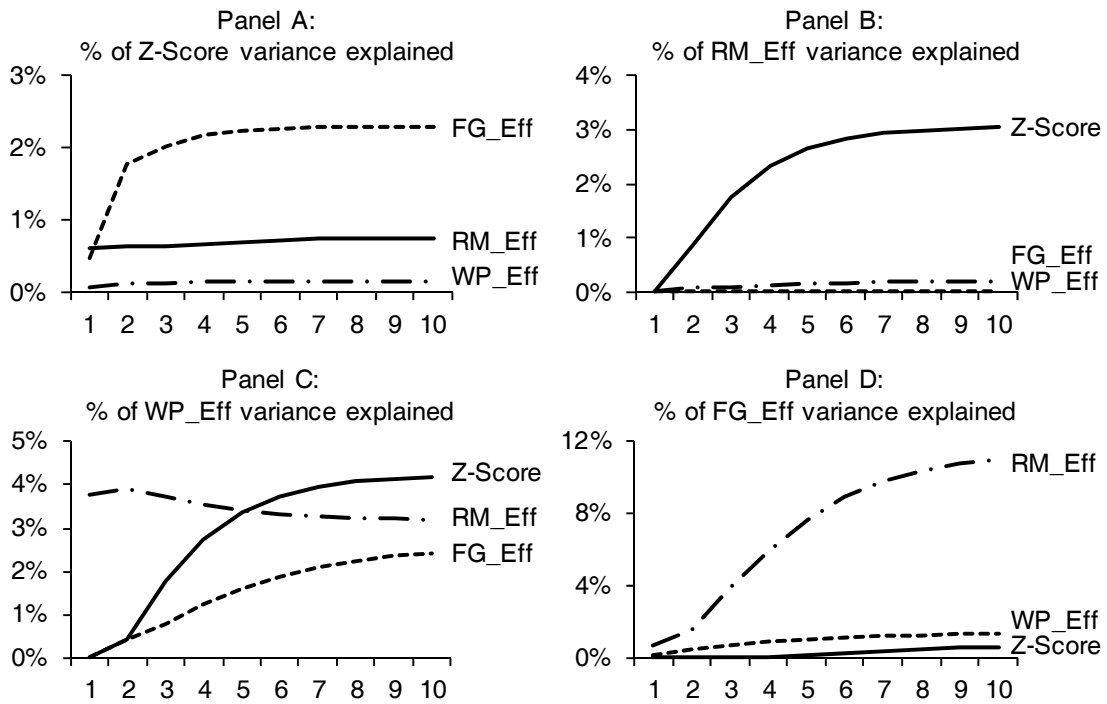 Panel A:
% of Z-Score variance explained
3%
2%
1%
0%
FG_Eff
RM_Eff
WP_Eff
1 2 3 4 5 6 7 8 9 10
Panel B:
% of RM_Eff variance explained
4%
3%
2%
1%
0%
Z-Score
FG_Eff
WP_Eff
1 2 3 4 5 6 7 8 9 10
Panel C:
% of WP_Eff variance explained
5%
4%
3%
2%
1%
0%
Z-Score
RM_Eff
FG_Eff
1 2 3 4 5 6 7 8 9 10
Panel D:
% of FG_Eff variance explained
12%
8%
4%
0%
RM_Eff
WP_Eff
Z-Score
1 2 3 4 5 6 7 8 9 10